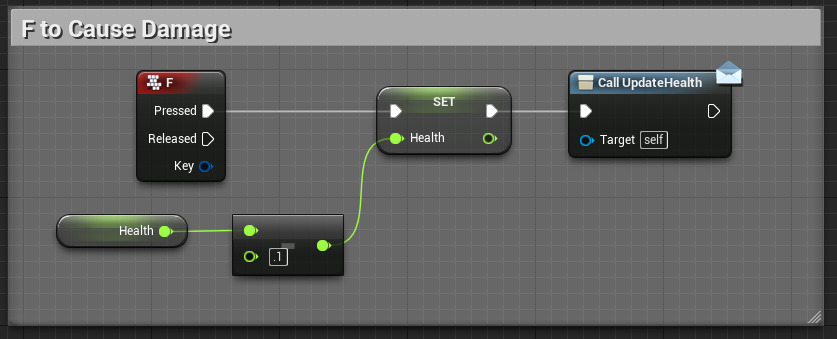 F to Cause Damage
F
Pressed
Released
Key
SET
Health
Call UpdateHealth
Target self
Health
.1